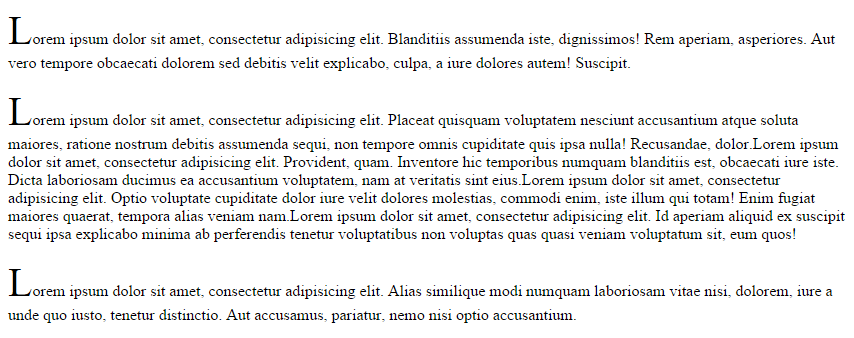 Lorem ipsum dolor sit amet, consectetur adipisicing elit. Blanditiis assumenda iste, dignissimos! Rem aperiam, asperiores. Aut
vero tempore obcaecati dolorem sed debitis velit explicabo, culpa, a iure dolores autem! Suscipit.
Lorem ipsum dolor sit amet, consectetur adipisicing elit. Placeat quisquam voluptatem nesciunt accusantium atque soluta
maiores, ratione nostrum debitis assumenda sequi, non tempore omnis cupiditate quis ipsa nulla! Recusandae, dolor.Lorem ipsum
dolor sit amet, consectetur adipisicing elit. Provident, quam. Inventore hic temporibus numquam blanditiis est, obcaecati iure iste.
Dicta laboriosam ducimus ea accusantium voluptatem, nam at veritatis sint eius.Lorem ipsum dolor sit amet, consectetur
adipisicing elit. Optio voluptate cupiditate dolor iure velit dolores molestias, commodi enim, iste illum qui totam! Enim fugiat
maiores quaerat, tempora alias veniam nam.Lorem ipsum dolor sit amet, consectetur adipisicing elit. Id aperiam aliquid ex suscipit
sequi ipsa explicabo minima ab perferendis tenetur voluptatibus non voluptas quas quasi veniam voluptatum sit, eum quos!
Lorem ipsum dolor sit amet, consectetur adipisicing elit. Alias similique modi numquam laboriosam vitae nisi, dolorem, iure a
unde quo iusto, tenetur distinctio. Aut accusamus, pariatur, nemo nisi optio accusantium.